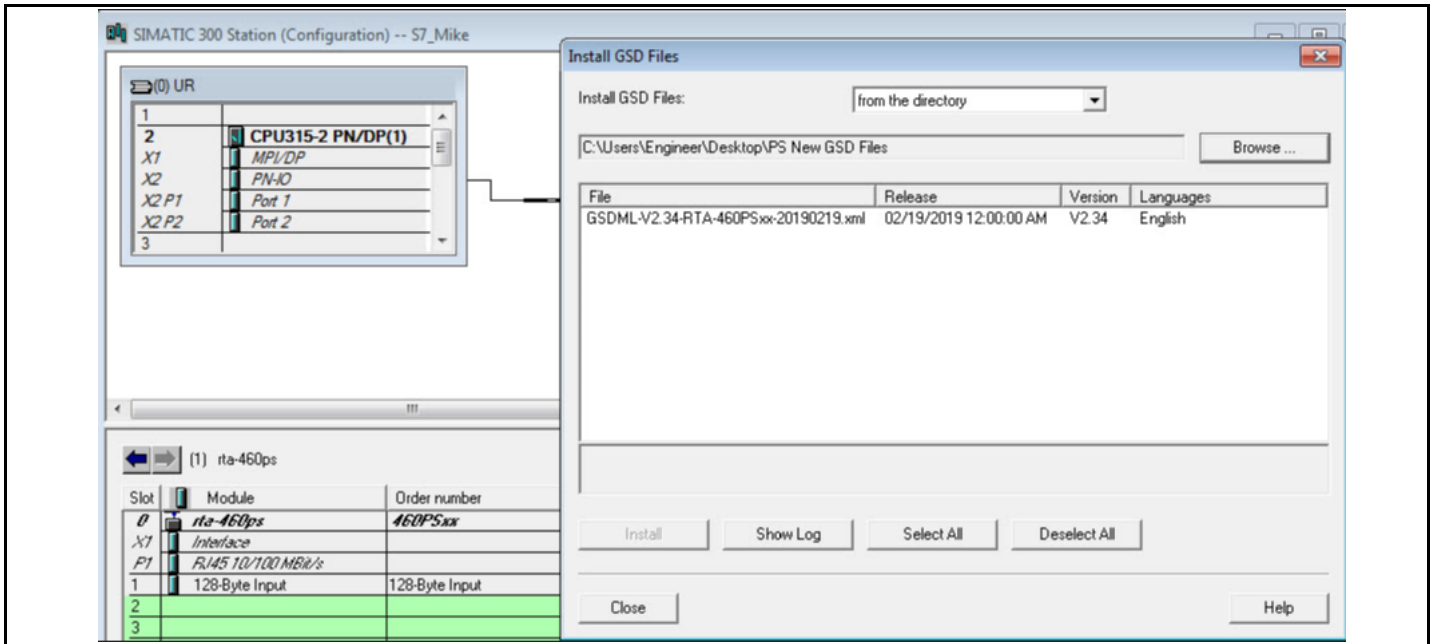 SIMATIC 300 Station (Configuration) -- S7_Mike
(0) UR
1
2 CPU315-2 PN/DP(1)
X1 MPI/DP
X2 PN-IO
X2 P1 Port 1
X2 P2 Port 2
3
Install GSD Files
Install GSD Files: from the directory
C:\Users\Engineer\Desktop\PS New GSD Files Browse ...
File Release Version Languages
GSDML-V2.34-RTA-460PSxx-20190219.xml 02/19/2019 12:00:00 AM V2.34 English
Install Show Log Select All Deselect All
Close Help
(1) rta-460ps
Slot Module Order number
0 rta-460ps 460PSxx
X1 Interface
P1 RJ45 10/100 MBit/s
1 128-Byte Input 128-Byte Input
2
3